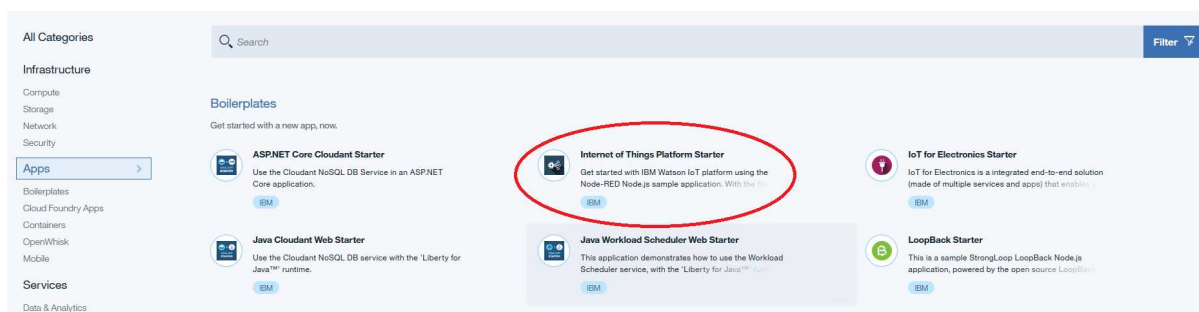 All Categories
Search
Filter
Infrastructure
Compute
Storage
Network
Security
Apps >
Boilerplates
Cloud Foundry Apps
Containers
OpenWhisk
Mobile
Services
Data & Analytics
Boilerplates
Get started with a new app, now.
ASP.NET Core Cloudant Starter
Use the Cloudant NoSQL DB Service in an ASP.NET
Core application.
IBM
Internet of Things Platform Starter
Get started with IBM Watson IoT platform using the
Node-RED Node.js sample application. With the
IBM
IoT for Electronics Starter
IoT for Electronics is a integrated end-to-end solution
(made of multiple services and apps) that enables
IBM
Java Cloudant Web Starter
Use the Cloudant NoSQL DB service with the 'Liberty for
Java™' runtime.
IBM
Java Workload Scheduler Web Starter
This application demonstrates how to use the Workload
Scheduler service, with the 'Liberty for Java™'
IBM
LoopBack Starter
This is a sample StrongLoop LoopBack Node.js
application, powered by the open source LoopBack
IBM